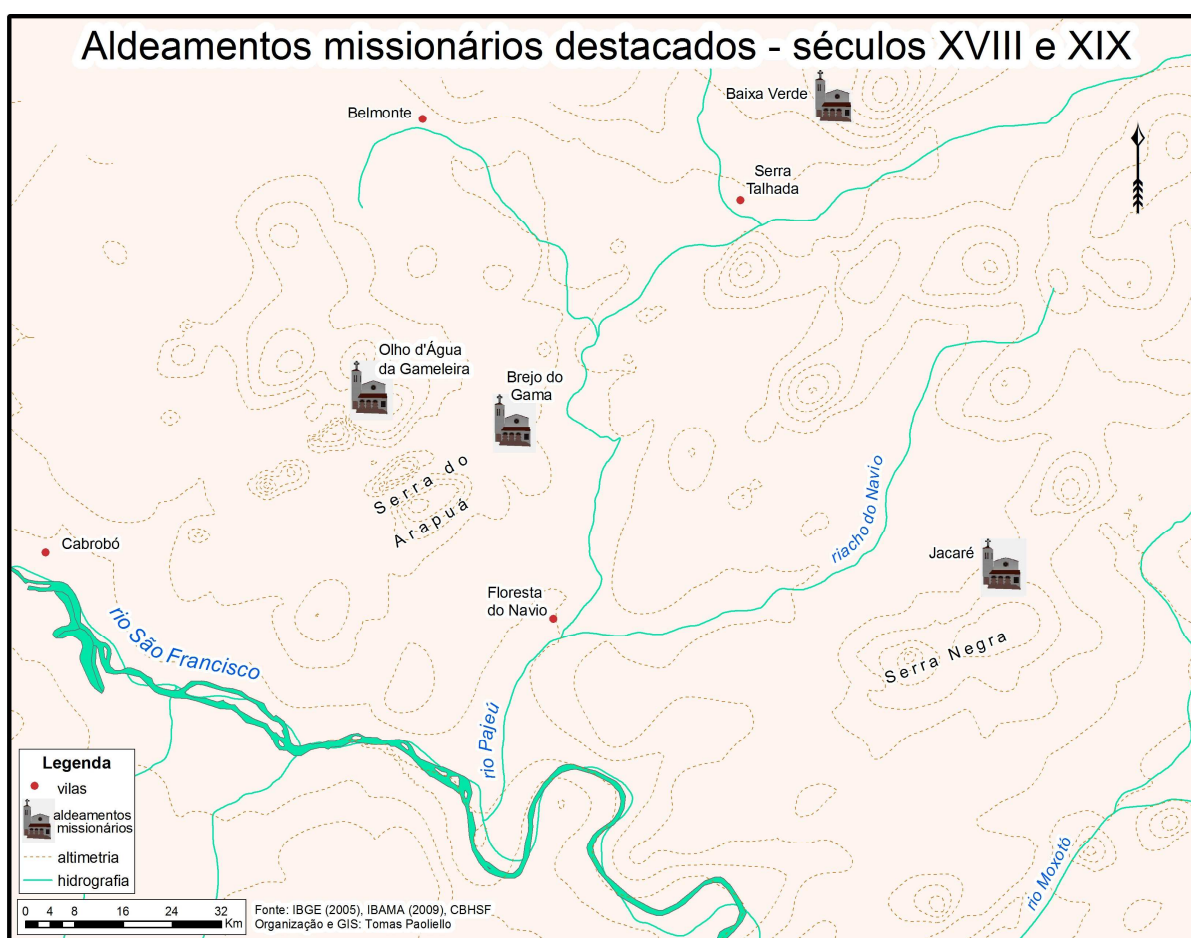 Aldeamentos missionários destacados - séculos XVIII e XIX
Baixa Verde
Belmonte
Serra
Talhada
Olho d'Água
da Gameleira
Brejo do
Gama
Serra do
Arapuá
riacho do Navio
Cabrobó
Jacaré
Floresta
do Navio
rio São Francisco
Serra Negra
rio Pajeú
rio Moxotó
Legenda
vilas
aldeamentos
missionários
altimetria
hidrografia
0 4 8 16 24 32
Km
Fonte: IBGE (2005), IBAMA (2009), CBHSF
Organização e GIS: Tomas Paoliello